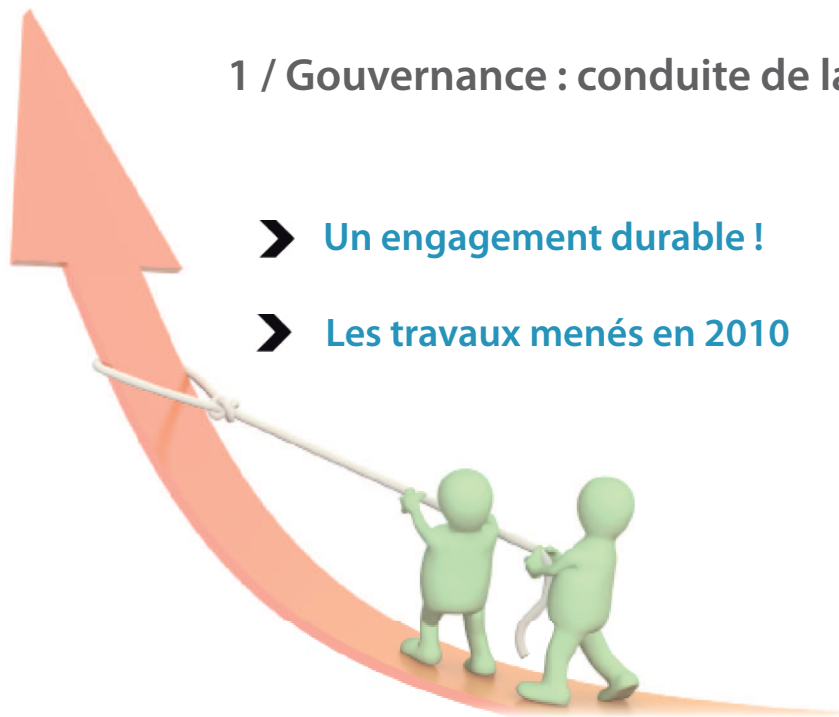 1 / Gouvernance : conduite de la
Un engagement durable !
Les travaux menés en 2010